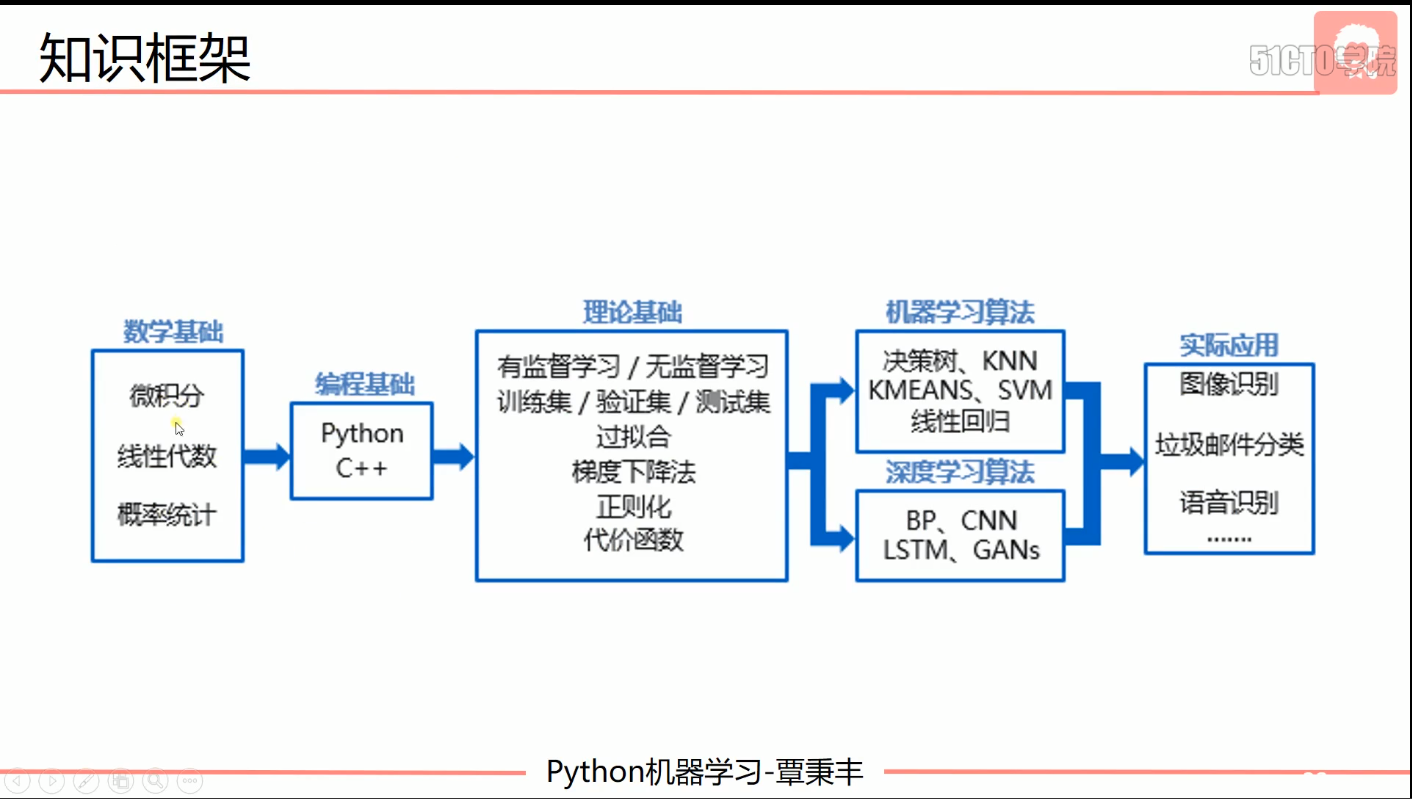 知识框架
51CTO学院
数学基础
微积分
线性代数
概率统计
编程基础
Python
C++
理论基础
有监督学习 / 无监督学习
训练集 / 验证集 / 测试集
过拟合
梯度下降法
正则化
代价函数
机器学习算法
决策树、KNN
KMEANS、SVM
线性回归
深度学习算法
BP、CNN
LSTM、GANs
实际应用
图像识别
垃圾邮件分类
语音识别
.......
Python机器学习-覃秉丰